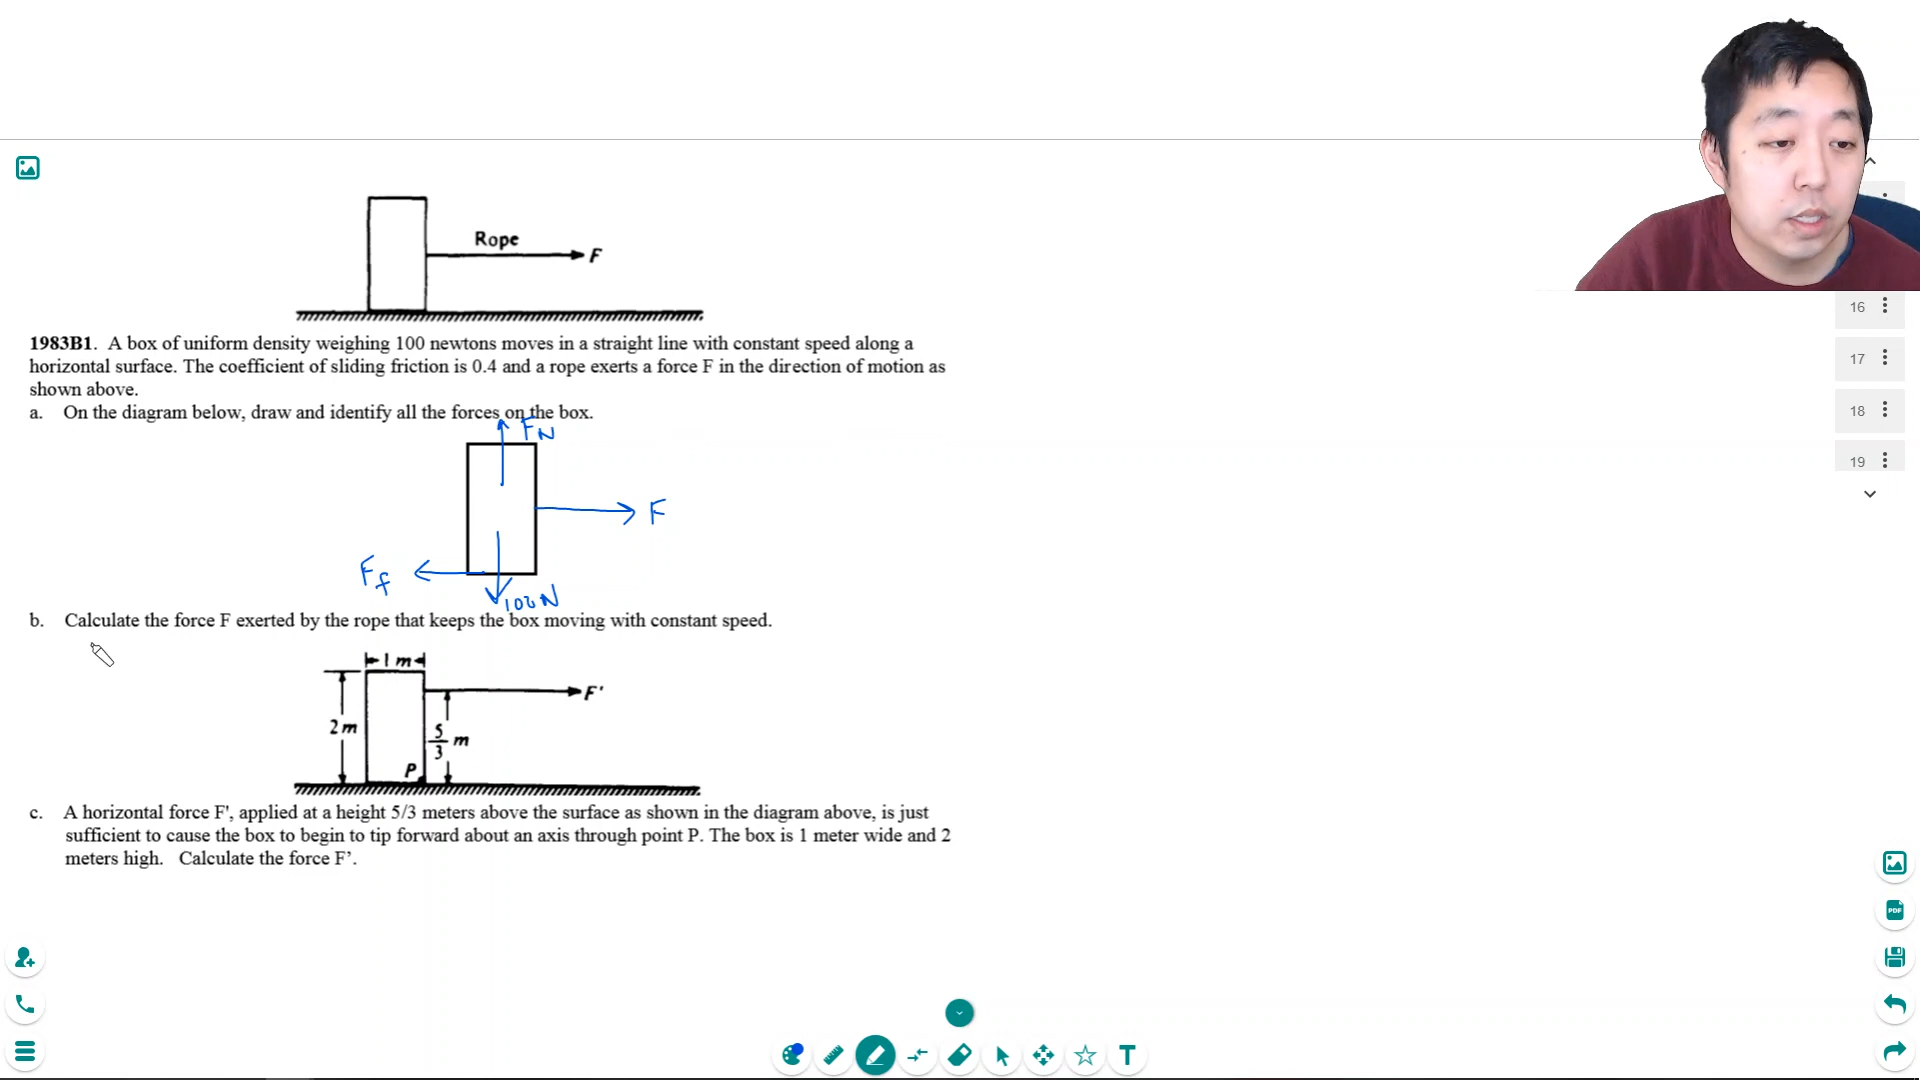 Rope
F
1983B1. A box of uniform density weighing 100 newtons moves in a straight line with constant speed along a
horizontal surface. The coefficient of sliding friction is 0.4 and a rope exerts a force F in the direction of motion as
shown above.
a. On the diagram below, draw and identify all the forces on the box.
FN
F
Ff
100N
b. Calculate the force F exerted by the rope that keeps the box moving with constant speed.
1 m
F'
2 m
5/3 m
P
c. A horizontal force F', applied at a height 5/3 meters above the surface as shown in the diagram above, is just
sufficient to cause the box to begin to tip forward about an axis through point P. The box is 1 meter wide and 2
meters high. Calculate the force F’.
16
17
18
19
PDF
T